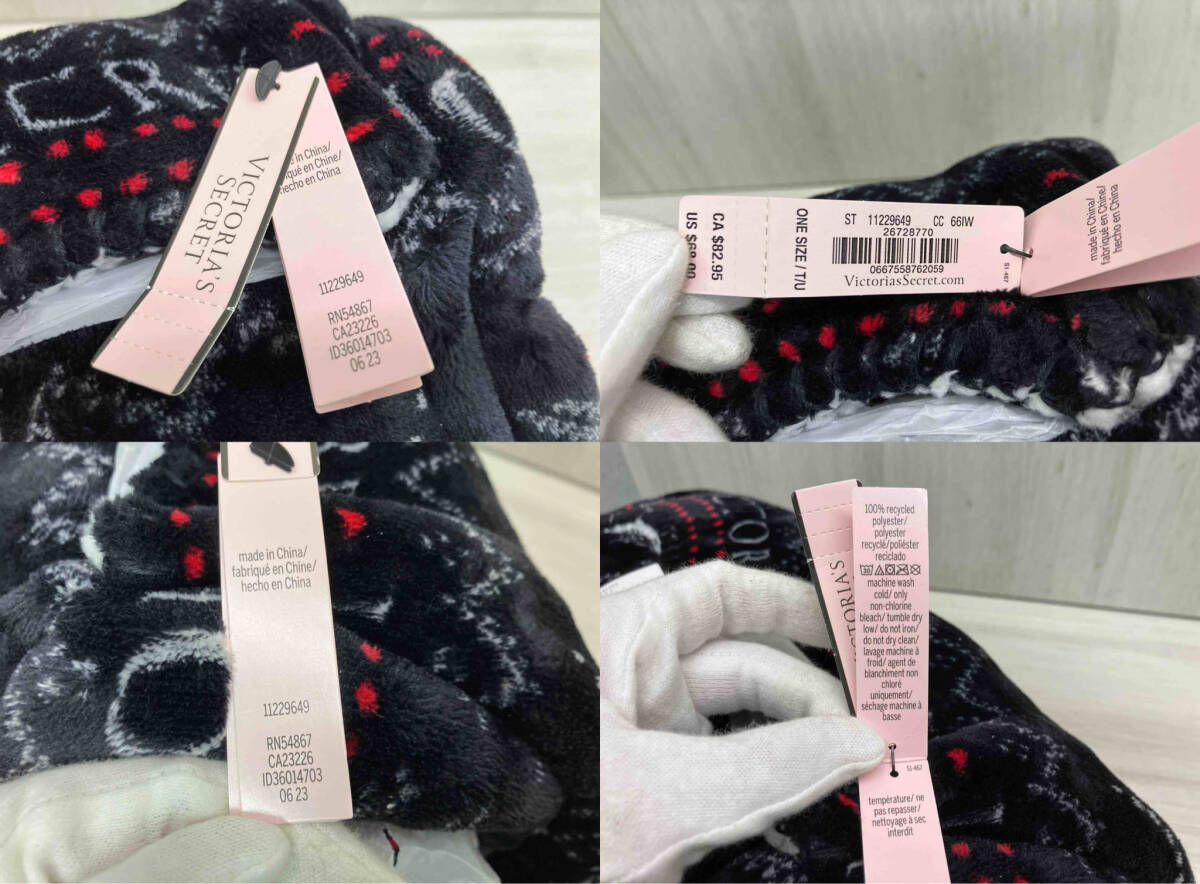 CR
VICTORIA'S
SECRET
in China/
en Chine/
hecho en China
11229649
RN54867
CA23226
ID36014703
06 23
CA $82.95
US $68.00
ONE SIZE / T/U
ST 11229649 CC 66IW
26728770
0667558762059
VictoriasSecret.com
made in China/
fabriqué en Chine/
hecho en China
made in China/
fabriqué en Chine/
hecho en China
11229649
RN54867
CA23226
ID36014703
06 23
OR
100% recycled
polyester/
polyester
recyclé/poliéster
reciclado
machine wash
cold/ only
non-chlorine
bleach/ tumble dry
low/ do not iron/
do not dry clean/
lavage machine à
froid/ agent de
blanchiment non
chloré
uniquement/
séchage machine à
basse
température/ ne
pas repasser/
nettoyage à sec
interdit